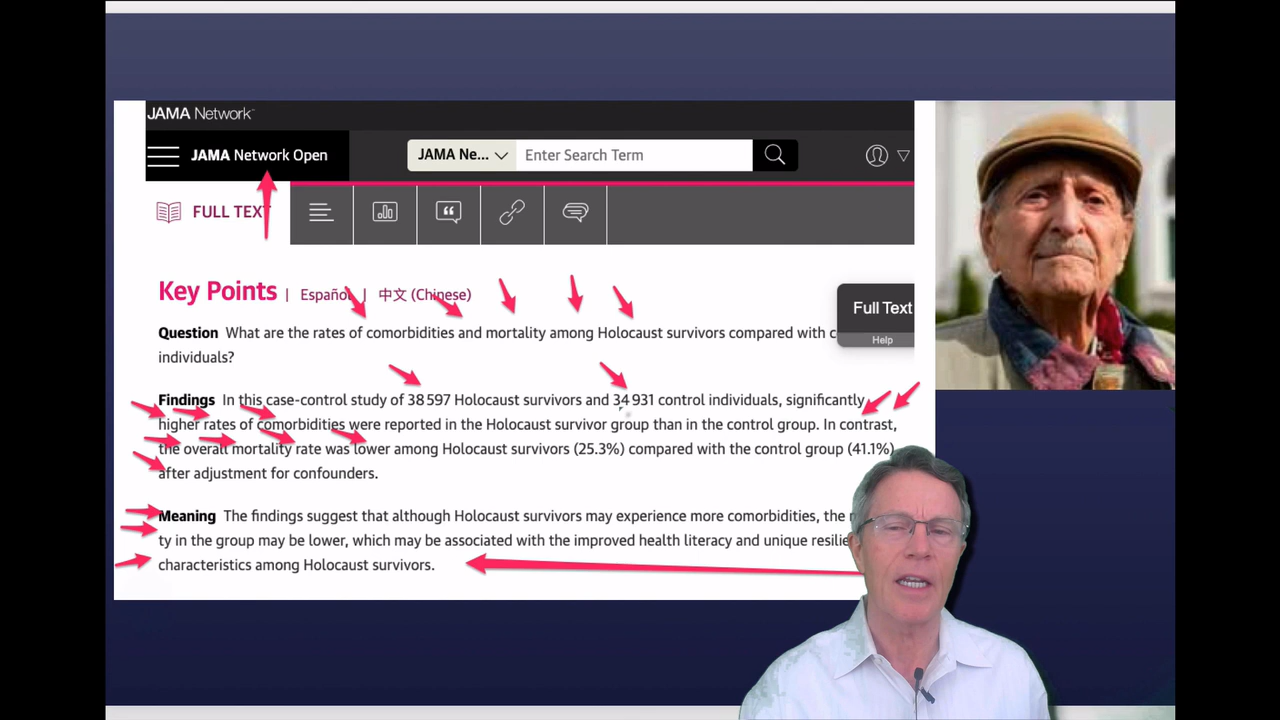 JAMA Network™
JAMA Network Open
JAMA Ne...
Enter Search Term
FULL TEXT
Key Points | Español | 中文 (Chinese)
Full Text
Help
Question What are the rates of comorbidities and mortality among Holocaust survivors compared with
individuals?
Findings In this case-control study of 38 597 Holocaust survivors and 34 931 control individuals, significantly
higher rates of comorbidities were reported in the Holocaust survivor group than in the control group. In contrast,
the overall mortality rate was lower among Holocaust survivors (25.3%) compared with the control group (41.1%)
after adjustment for confounders.
Meaning The findings suggest that although Holocaust survivors may experience more comorbidities, the
ty in the group may be lower, which may be associated with the improved health literacy and unique
characteristics among Holocaust survivors.